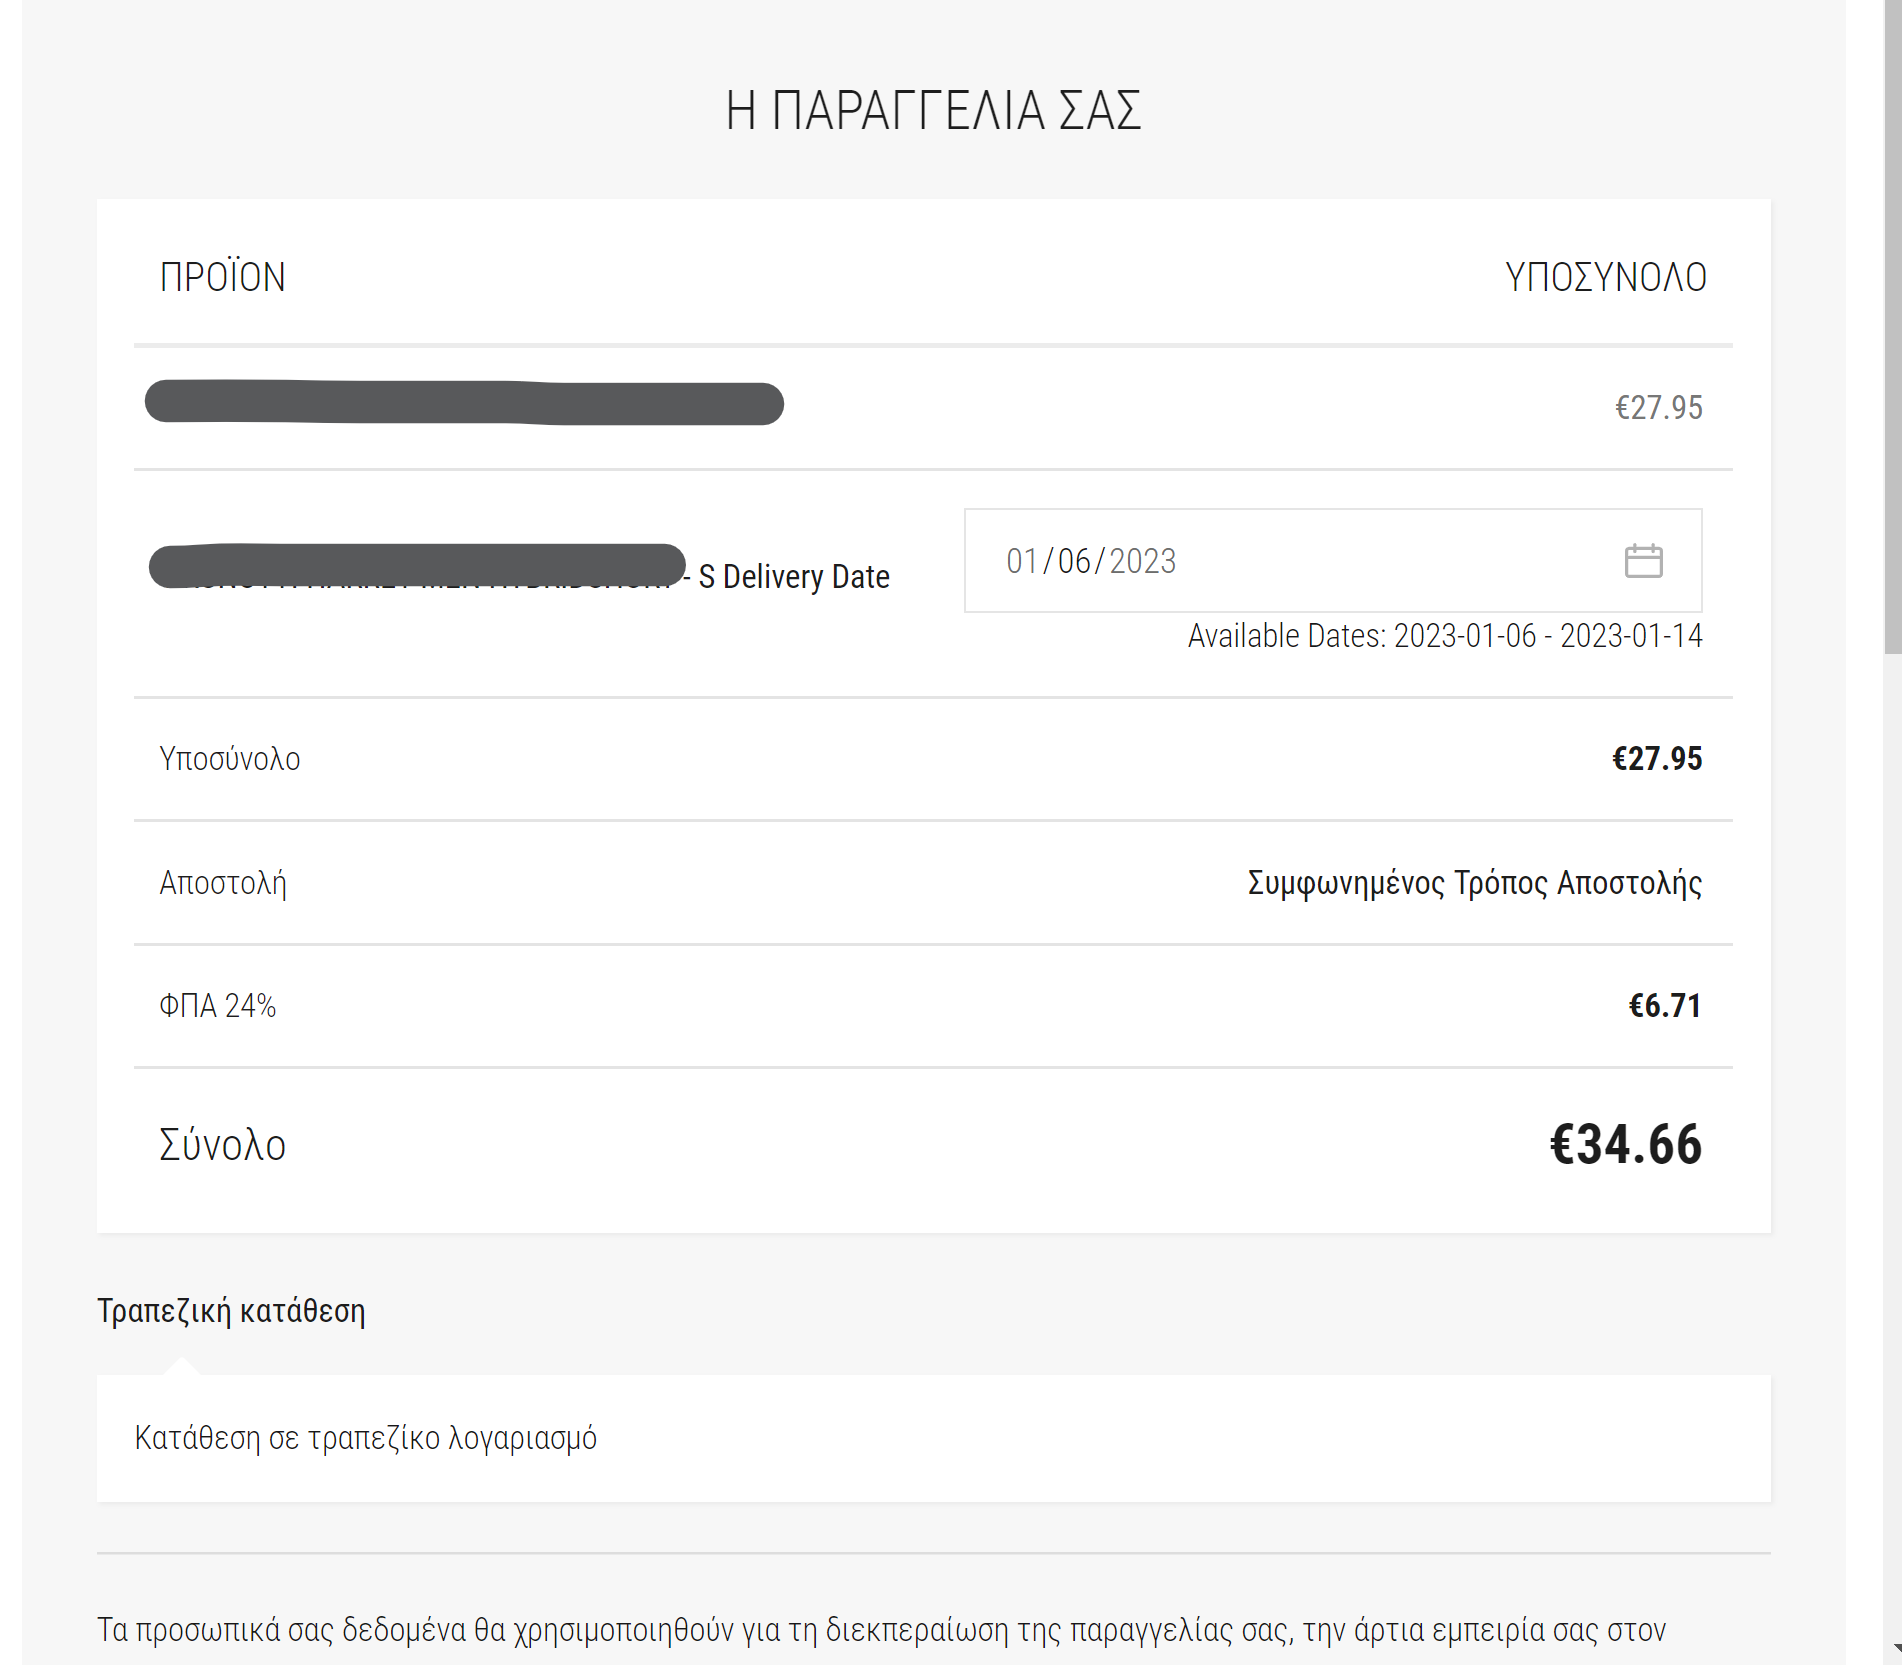 Η ΠΑΡΑΓΓΕΛΙΑ ΣΑΣ
ΠΡΟΪΟΝ ΥΠΟΣΥΝΟΛΟ
€27.95
- S Delivery Date 01/06/2023
Available Dates: 2023-01-06 - 2023-01-14
Υποσύνολο €27.95
Αποστολή Συμφωνημένος Τρόπος Αποστολής
ΦΠΑ 24% €6.71
Σύνολο €34.66
Τραπεζική κατάθεση
Κατάθεση σε τραπεζίκο λογαριασμό
Τα προσωπικά σας δεδομένα θα χρησιμοποιηθούν για τη διεκπεραίωση της παραγγελίας σας, την άρτια εμπειρία σας στον